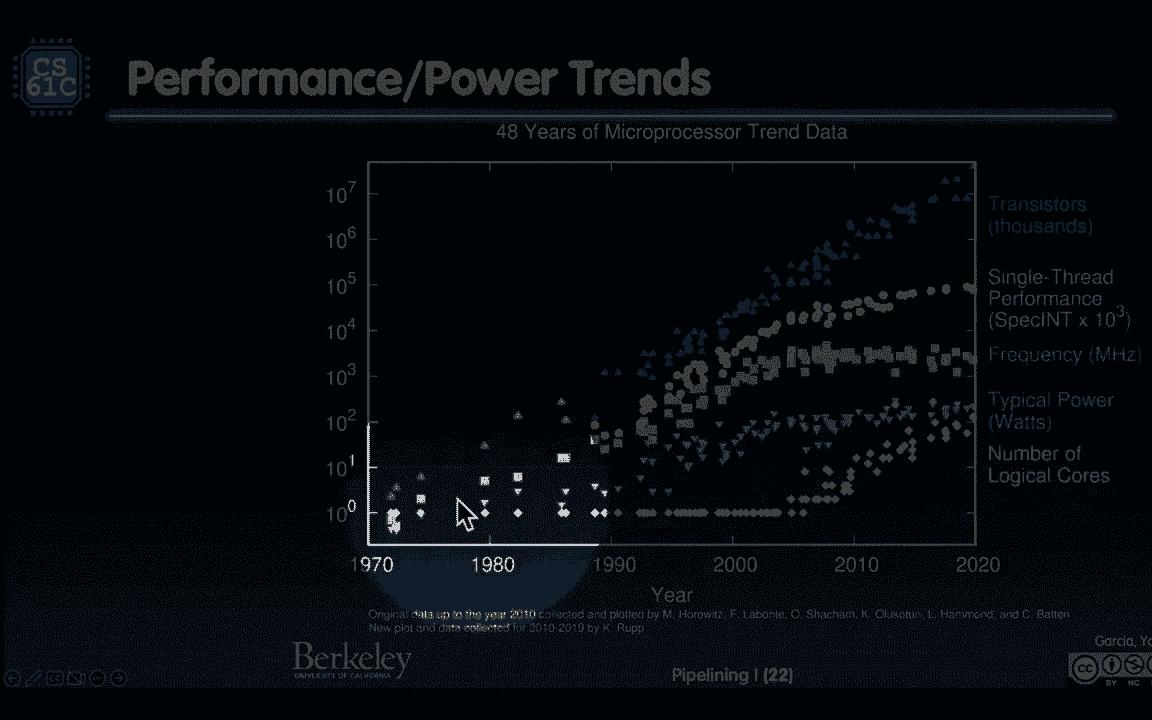 CS
61C
Performance/Power Trends
48 Years of Microprocessor Trend Data
10^7
10^6
10^5
10^4
10^3
10^2
10^1
10^0
Transistors
(thousands)
Single-Thread
Performance
(SpecINT x 10^3)
Frequency (MHz)
Typical Power
(Watts)
Number of
Logical Cores
1970 1980 1990 2000 2010 2020
Year
Original data up to the year 2010 collected and plotted by M. Horowitz, F. Labonte, O. Shacham, K. Olukotun, L. Hammond, and C. Batten
New plot and data collected for 2010-2019 by K. Rupp
Berkeley
UNIVERSITY OF CALIFORNIA
Pipelining I (22)
Garcia,
cc
BY NC